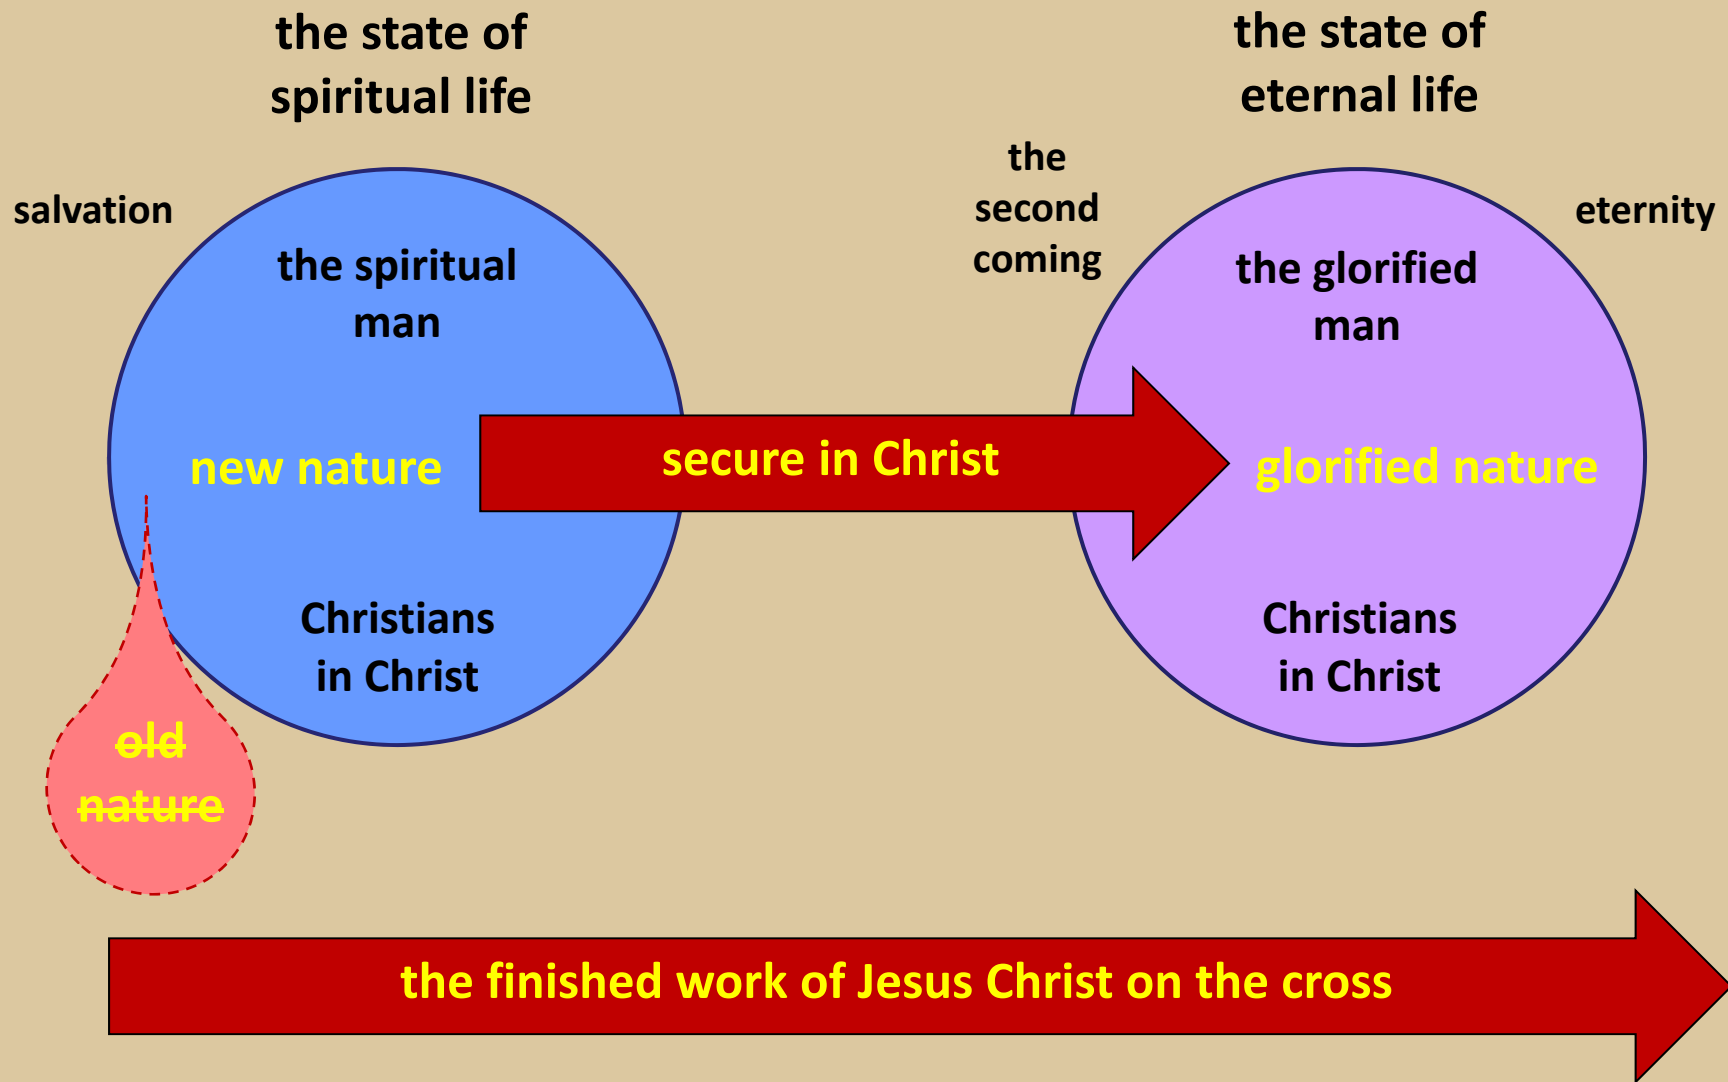 the state of
spiritual life
the state of
eternal life
salvation
the
second
coming
eternity
the spiritual
man
the glorified
man
new nature
secure in Christ
glorified nature
Christians
in Christ
Christians
in Christ
old
nature
the finished work of Jesus Christ on the cross